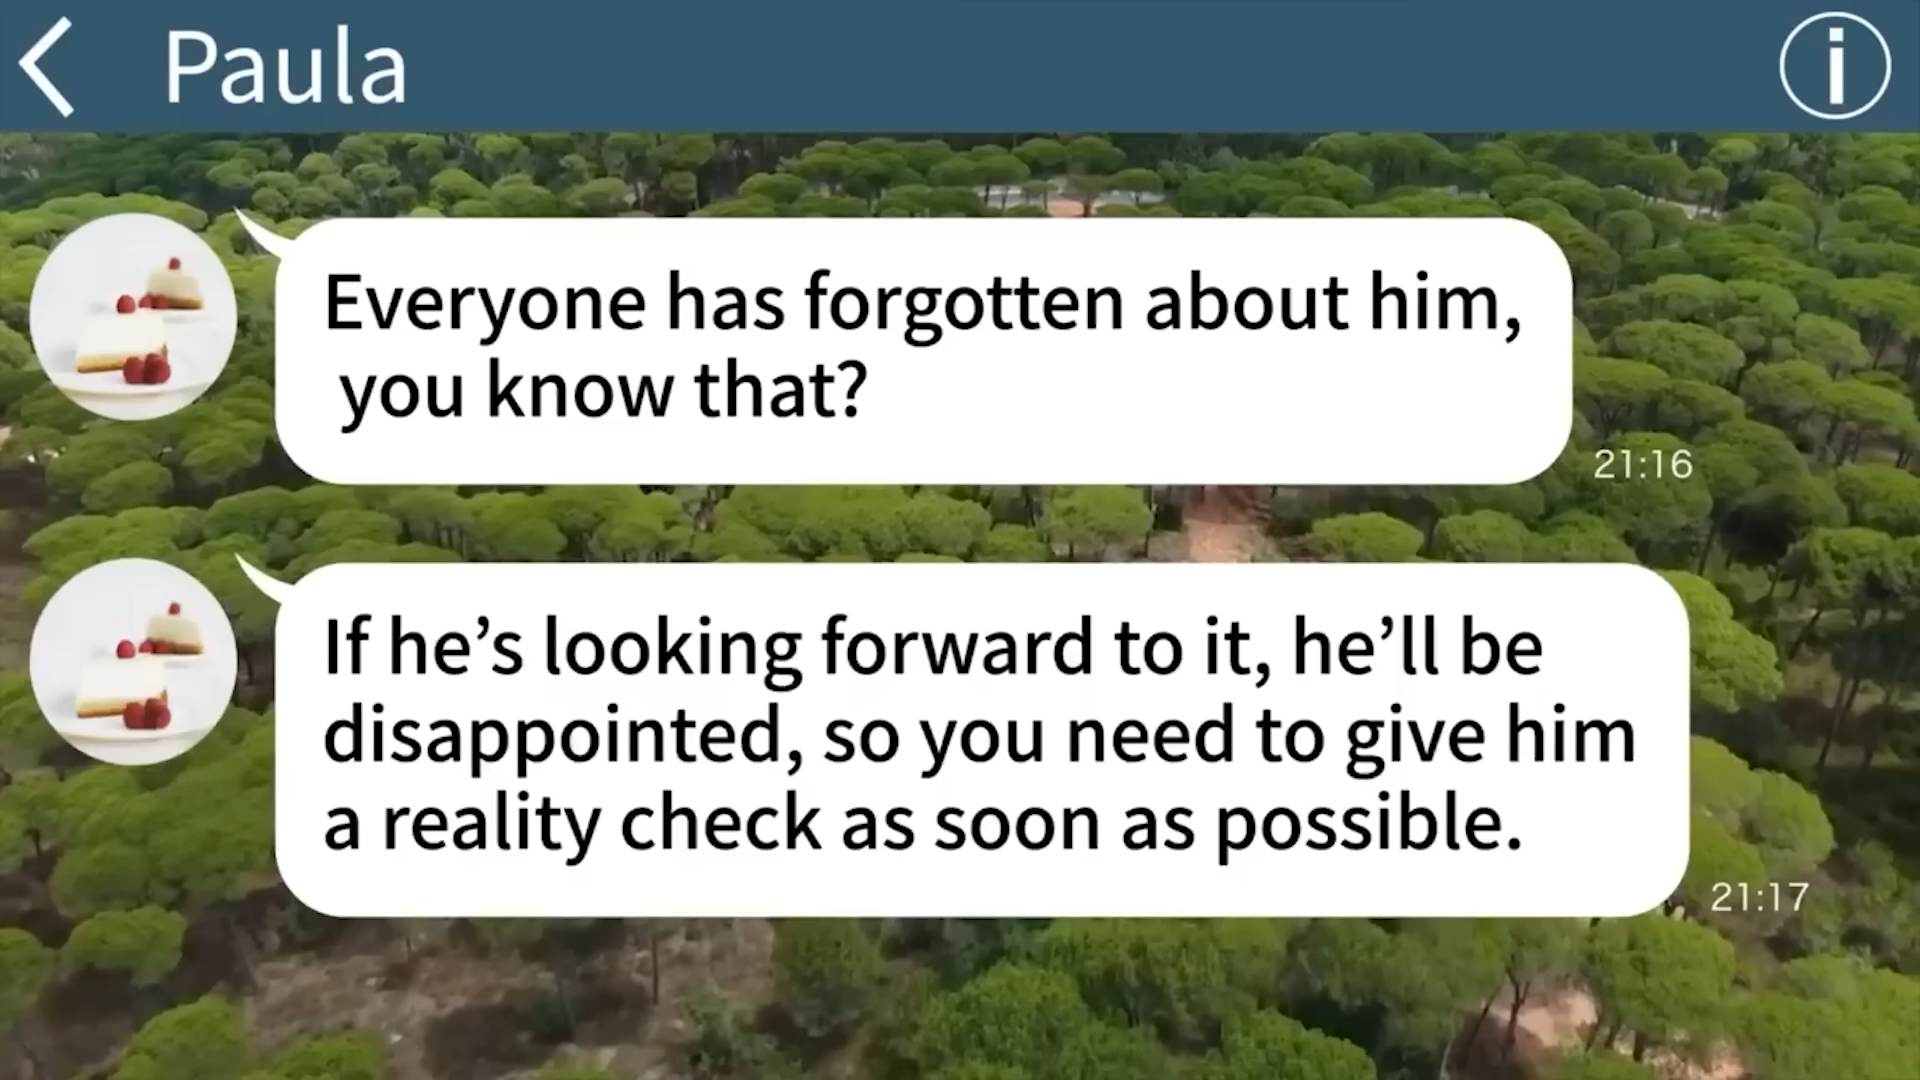 Paula
Everyone has forgotten about him,
you know that?
21:16
If he’s looking forward to it, he’ll be
disappointed, so you need to give him
a reality check as soon as possible.
21:17